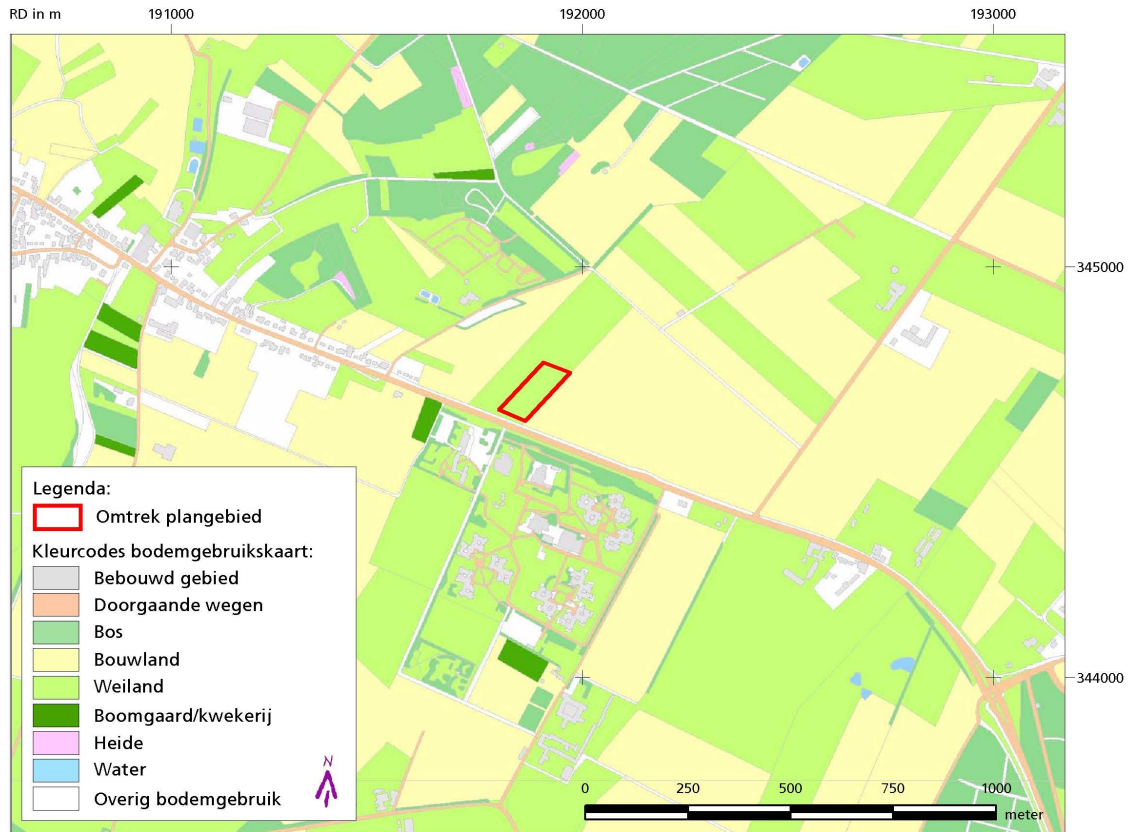 RD in m 191000 192000 193000
345000
344000
Legenda:
Omtrek plangebied
Kleurcodes bodemgebruikskaart:
Bebouwd gebied
Doorgaande wegen
Bos
Bouwland
Weiland
Boomgaard/kwekerij
Heide
Water
Overig bodemgebruik
N
0 250 500 750 1000
meter